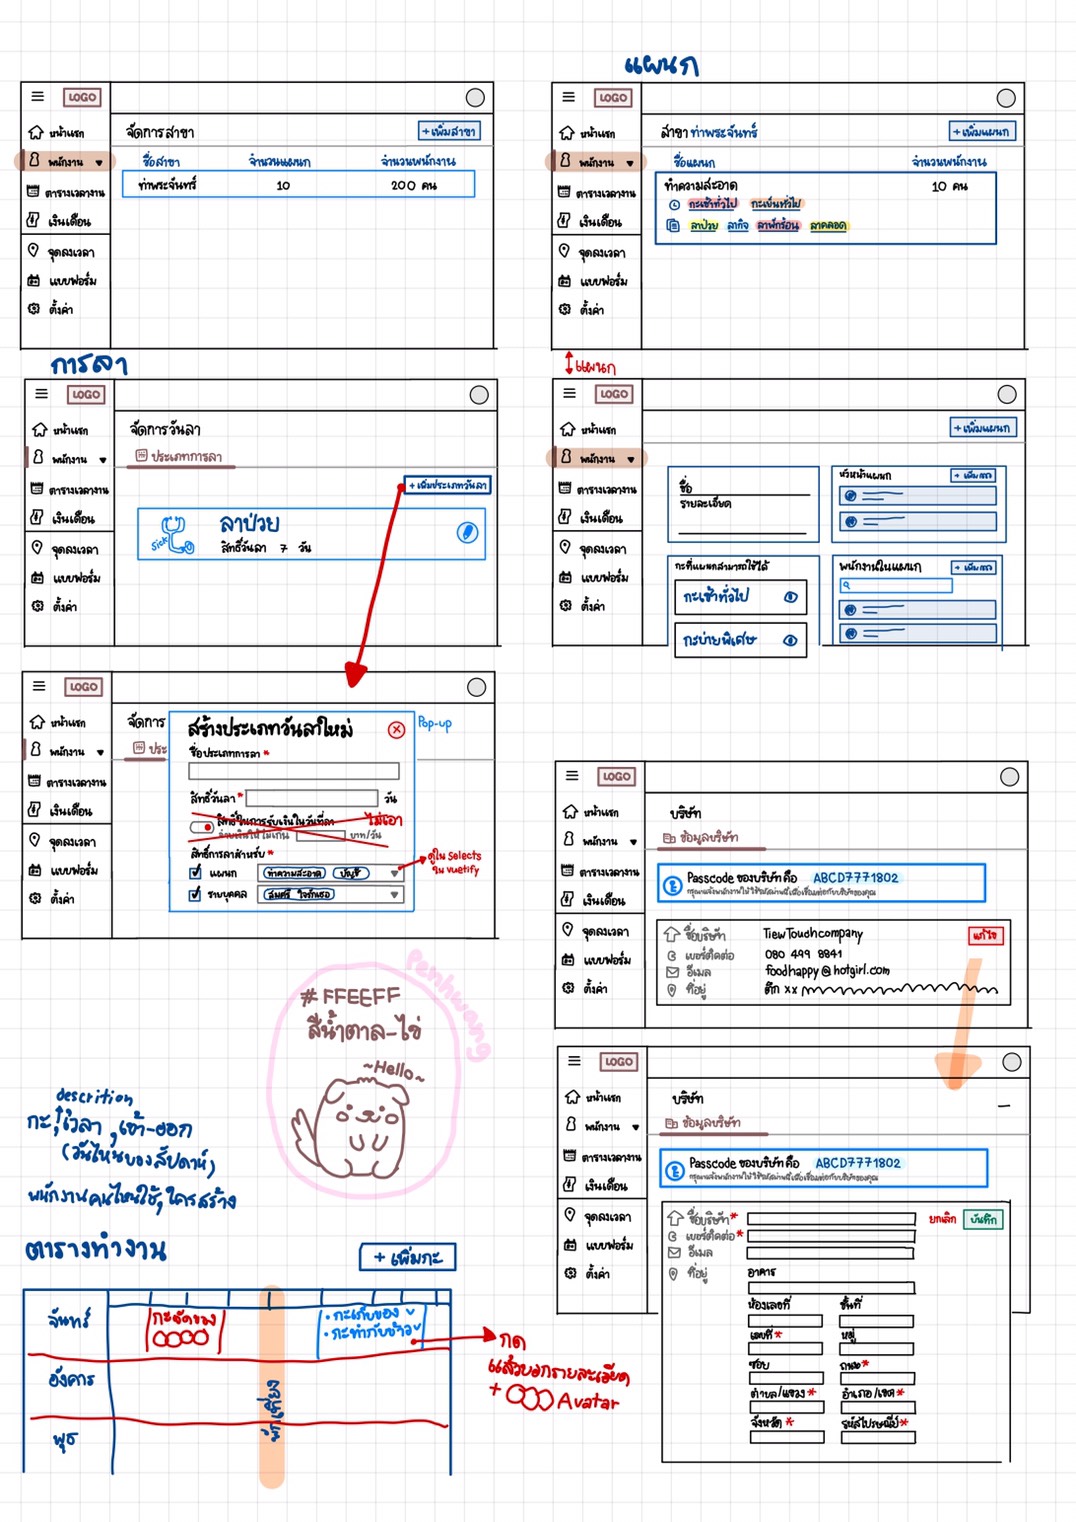 LOGO
หน้าแรก
พนักงาน
ตารางเวลางาน
เงินเดือน
จุดลงเวลา
แบบฟอร์ม
ตั้งค่า
จัดการสาขา
+เพิ่มสาขา
ชื่อสาขา จำนวนแผนก จำนวนพนักงาน
ท่าพระจันทร์ 10 200 คน
แผนก
LOGO
หน้าแรก
พนักงาน
ตารางเวลางาน
เงินเดือน
จุดลงเวลา
แบบฟอร์ม
ตั้งค่า
สาขา ท่าพระจันทร์
+เพิ่มแผนก
ชื่อแผนก จำนวนพนักงาน
ทำความสะอาด 10 คน
กะเช้าทั่วไป กะเย็นทั่วไป
ลาป่วย ลากิจ ลาพักร้อน ลาคลอด
การลา
LOGO
หน้าแรก
พนักงาน
ตารางเวลางาน
เงินเดือน
จุดลงเวลา
แบบฟอร์ม
ตั้งค่า
จัดการวันลา
ประเภทการลา
+เพิ่มประเภทวันลา
Sick
ลาป่วย
สิทธิ์วันลา 7 วัน
แผนก
LOGO
หน้าแรก
พนักงาน
ตารางเวลางาน
เงินเดือน
จุดลงเวลา
แบบฟอร์ม
ตั้งค่า
+เพิ่มแผนก
ชื่อ
รายละเอียด
หัวหน้าแผนก
กะที่แผนกสามารถใช้ได้
กะเช้าทั่วไป
กะบ่ายพิเศษ
พนักงานในแผนก
LOGO
หน้าแรก
พนักงาน
ตารางเวลางาน
เงินเดือน
จุดลงเวลา
แบบฟอร์ม
ตั้งค่า
จัดการ
ประ
Pop-up
สร้างประเภทวันลาใหม่
ชื่อประเภทการลา *
สิทธิ์วันลา * วัน
สิทธิ์ในการรับเงินในวันที่ลา ไม่เอา
จ่ายเงินให้ไม่เกิน บาท/วัน
สิทธิ์การลาสำหรับ *
แผนก ทำความสะอาด บัญชี
รายบุคคล สมศรี ใจรักเธอ
ดูใน Selects
ใน vuetify
LOGO
หน้าแรก
พนักงาน
ตารางเวลางาน
เงินเดือน
จุดลงเวลา
แบบฟอร์ม
ตั้งค่า
บริษัท
ข้อมูลบริษัท
Passcode ของบริษัท คือ ABCD7771802
ชื่อบริษัท TiewTouchcompany
แก้ไข
เบอร์ติดต่อ 080 499 8841
อีเมล foodhappy@hotgirl.com
ที่อยู่ ตึก xx
Penhwang
#FFEEFF
สีน้ำตาล-ไข่
~Hello~
descrition
กะ, เวลา, เข้า-ออก
(วันไหนของสัปดาห์)
พนักงานคนไหนใช้, ใครสร้าง
ตารางทำงาน
+ เพิ่มกะ
จันทร์
กะจัดของ
• กะเก็บของ
• กะทำกับข้าว
อังคาร
พักเที่ยง
พุธ
กด
แล้วบอกรายละเอียด
+ Avatar
LOGO
หน้าแรก
พนักงาน
ตารางเวลางาน
เงินเดือน
จุดลงเวลา
แบบฟอร์ม
ตั้งค่า
บริษัท
ข้อมูลบริษัท
Passcode ของบริษัท คือ ABCD7771802
ชื่อบริษัท*
ยกเลิก บันทึก
เบอร์ติดต่อ*
อีเมล
ที่อยู่
อาคาร
ห้องเลขที่ ชั้นที่
เลขที่* หมู่
ซอย ถนน*
ตำบล/แขวง* อำเภอ/เขต*
จังหวัด* รหัสไปรษณีย์*